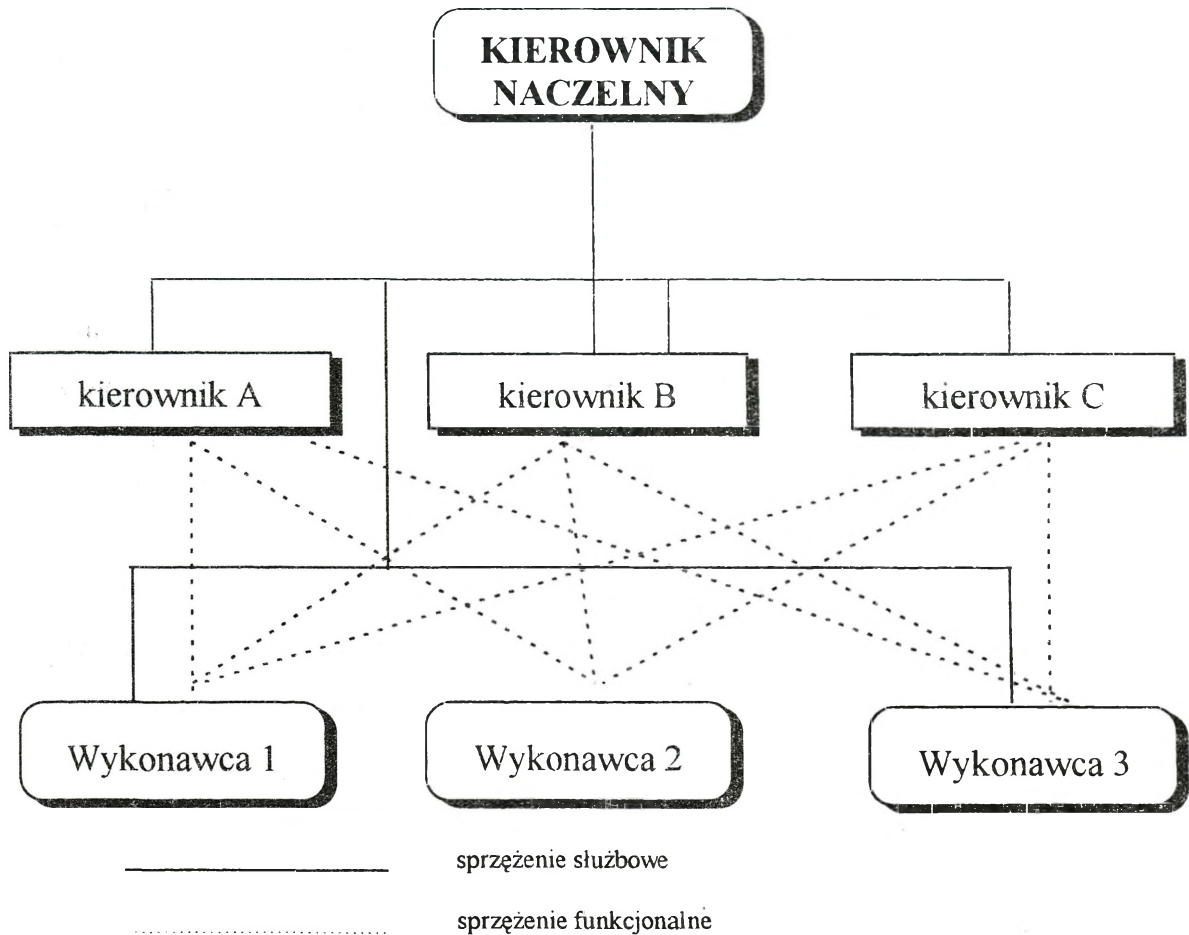 KIEROWNIK
NACZELNY
kierownik A
kierownik B
kierownik C
Wykonawca 1
Wykonawca 2
Wykonawca 3
sprzężenie służbowe
sprzężenie funkcjonalne